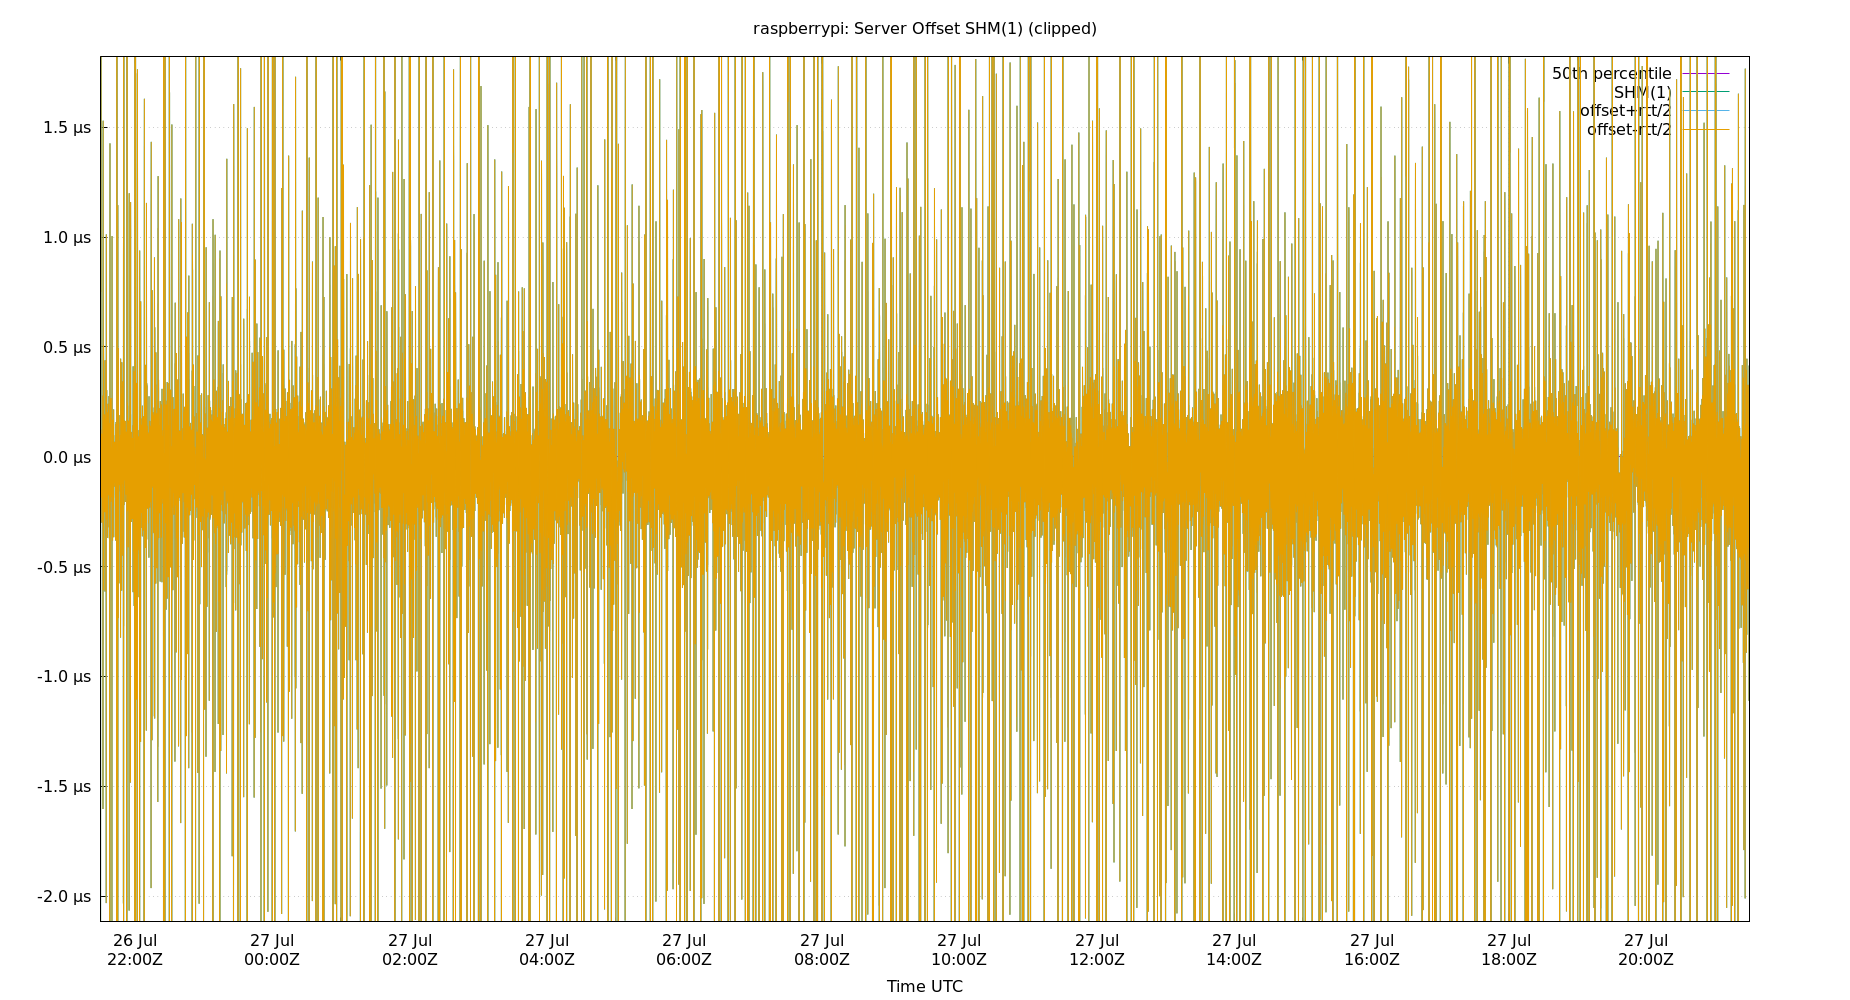 raspberrypi: Server Offset SHM(1) (clipped)
50th percentile
SHM(1)
offset+rtt/2
offset-rtt/2
1.5 µs
1.0 µs
0.5 µs
0.0 µs
-0.5 µs
-1.0 µs
-1.5 µs
-2.0 µs
26 Jul 27 Jul 27 Jul 27 Jul 27 Jul 27 Jul 27 Jul 27 Jul 27 Jul 27 Jul 27 Jul 27 Jul
22:00Z 00:00Z 02:00Z 04:00Z 06:00Z 08:00Z 10:00Z 12:00Z 14:00Z 16:00Z 18:00Z 20:00Z
Time UTC